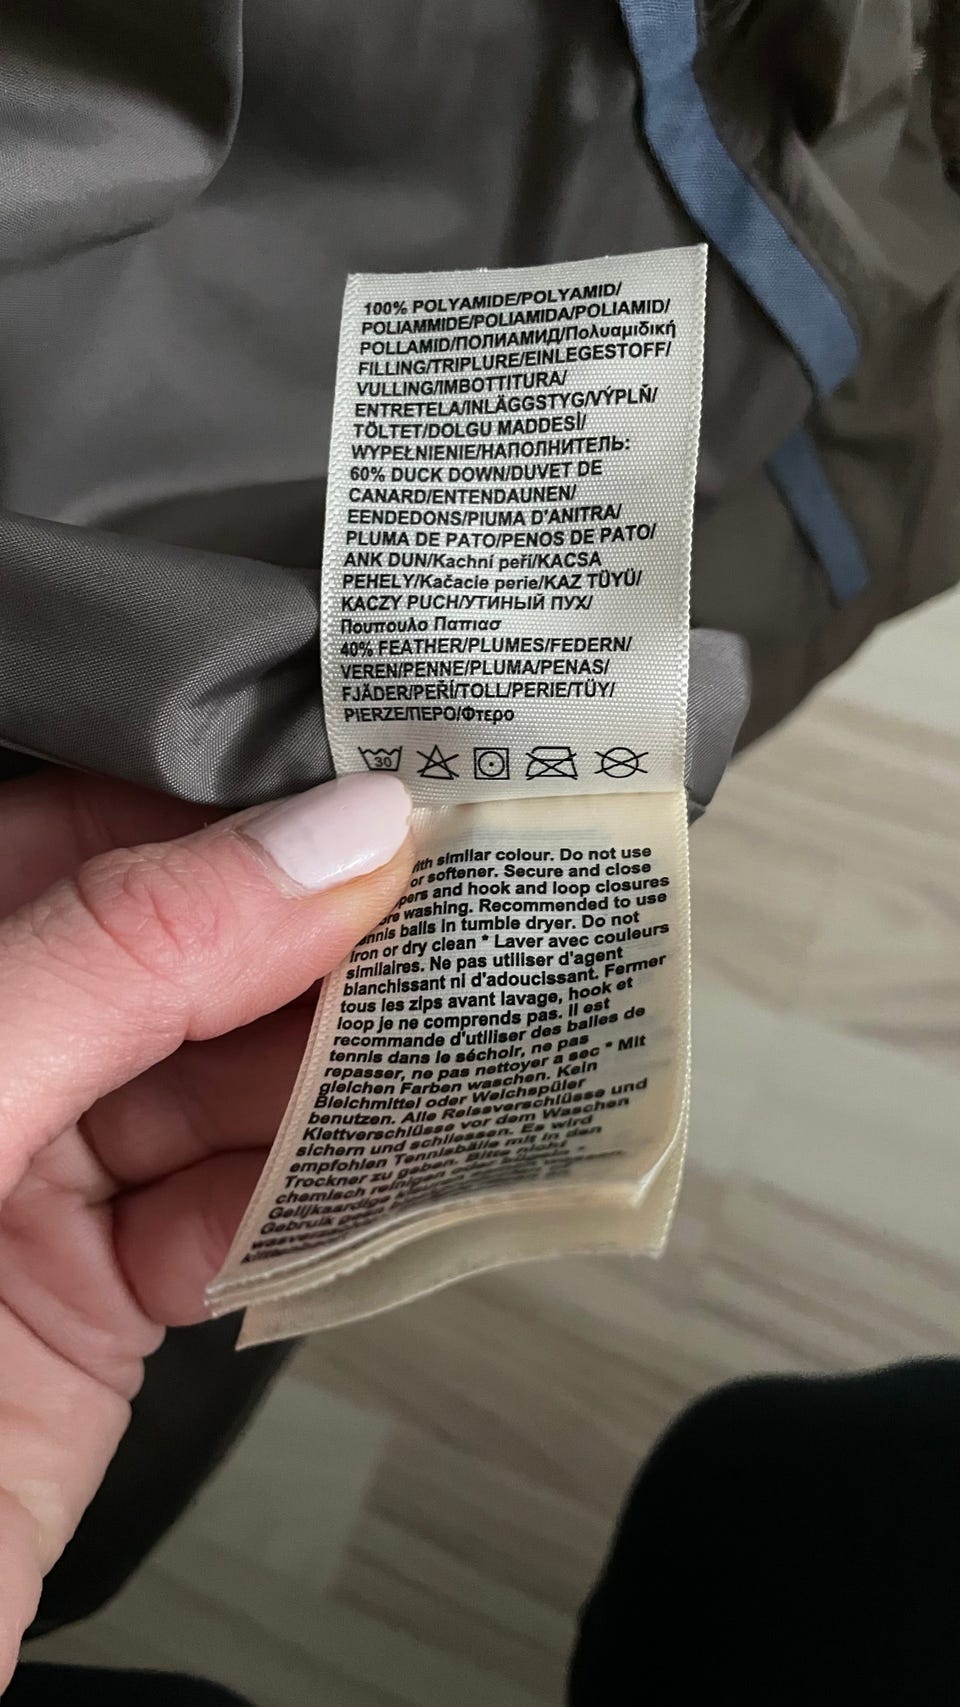 100% POLYAMIDE/POLYAMID/
POLIAMMIDE/POLIAMIDA/POLIAMID/
POLLAMID/ПОЛИАМИД/Πολυαμιδική
FILLING/TRIPLURE/EINLEGESTOFF/
VULLING/IMBOTTITURA/
ENTRETELA/INLÄGGSTYG/VÝPLŇ/
TÖLTET/DOLGU MADDESİ/
WYPEŁNIENIE/НАПОЛНИТЕЛЬ:
60% DUCK DOWN/DUVET DE
CANARD/ENTENDAUNEN/
EENDEDONS/PIUMA D'ANITRA/
PLUMA DE PATO/PENOS DE PATO/
ANK DUN/Kachní peří/KACSA
PEHELY/Kačacie perie/KAZ TÜYÜ/
KACZY PUCH/УТИНЫЙ ПУХ/
Πουπουλο Παπιασ
40% FEATHER/PLUMES/FEDERN/
VEREN/PENNE/PLUMA/PENAS/
FJÄDER/PEŘÍ/TOLL/PERIE/TÜY/
PIERZE/ПЕРО/Φτερο
30
with similar colour. Do not use
or softener. Secure and close
and hook and loop closures
washing. Recommended to use
tennis balls in tumble dryer. Do not
iron or dry clean * Laver avec couleurs
similaires. Ne pas utiliser d'agent
blanchissant ni d'adoucissant. Fermer
tous les zips avant lavage, hook et
loop je ne comprends pas. Il est
recommande d'utiliser des balles de
tennis dans le séchoir, ne pas
repasser, ne pas nettoyer a sec * Mit
gleichen Farben waschen. Kein
Bleichmittel oder Weichspüler
benutzen. Alle Reissverschlüsse und
Klettverschlüsse vor dem Waschen
sichern und schliessen. Es wird
empfohlen Tennisbälle mit in den
Trockner zu geben. Bitte nicht
chemisch reinigen oder bügeln *
Gelijkaardige kleuren wassen.
Gebruik geen